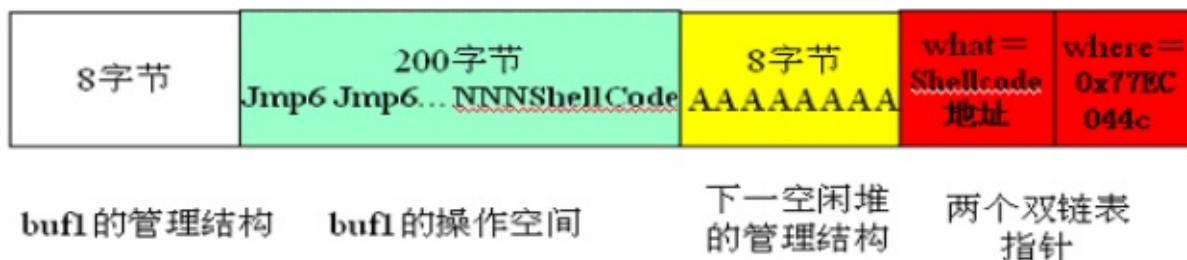 8字节
200字节
Jmp6 Jmp6... NNNShellCode
8字节
AAAAAAAA
what＝
Shellcode
地址
where＝
0x77EC
044c
buf1的管理结构
buf1的操作空间
下一空闲堆
的管理结构
两个双链表
指针